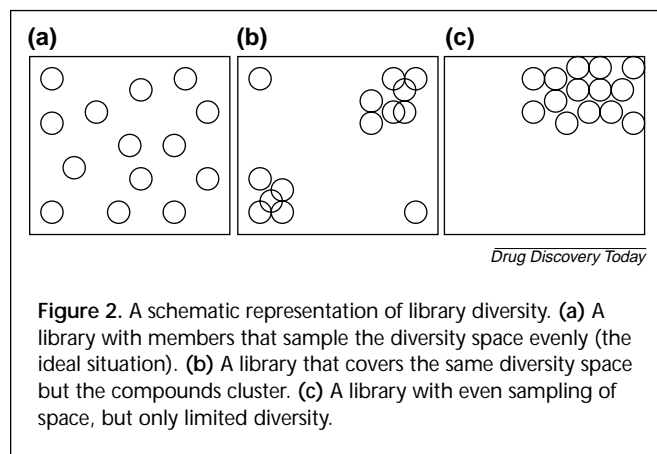 (a) (b) (c)
Drug Discovery Today
Figure 2. A schematic representation of library diversity. (a) A
library with members that sample the diversity space evenly (the
ideal situation). (b) A library that covers the same diversity space
but the compounds cluster. (c) A library with even sampling of
space, but only limited diversity.